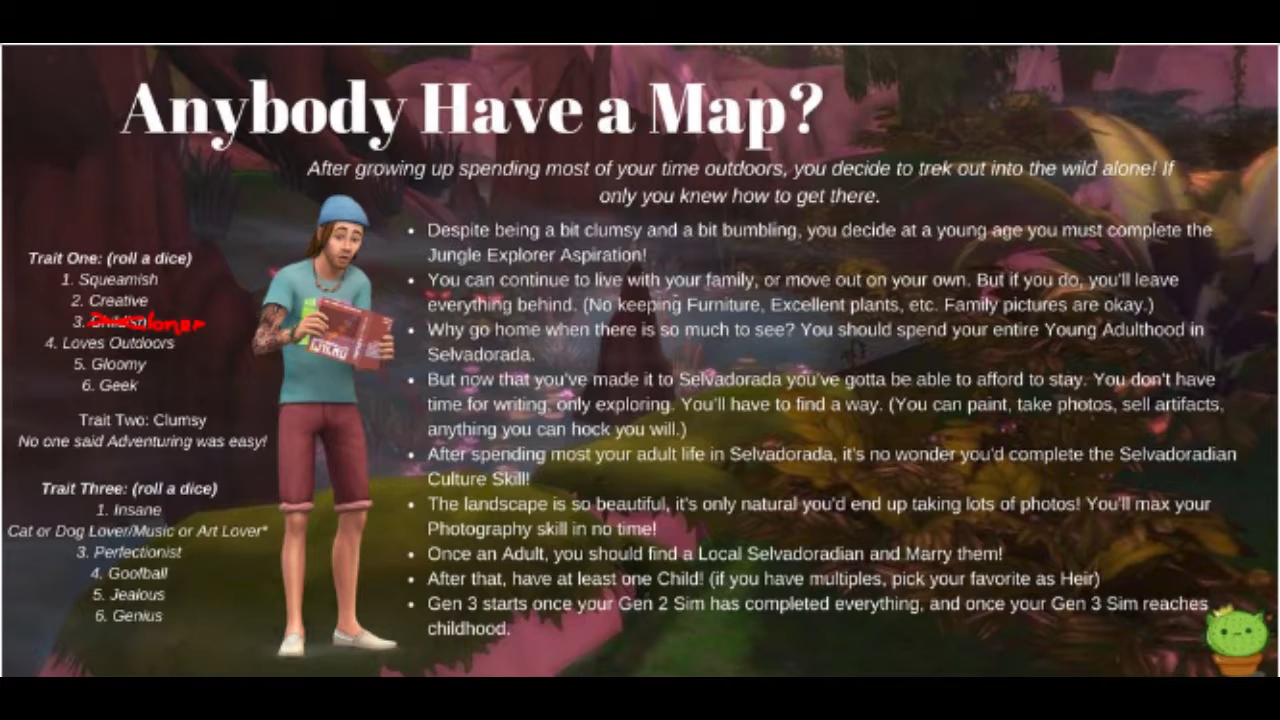 Anybody Have a Map?
After growing up spending most of your time outdoors, you decide to trek out into the wild alone! If
only you knew how to get there.
Trait One: (roll a dice)
1. Squeamish
2. Creative
3. Childish loner
4. Loves Outdoors
5. Gloomy
6. Geek
Trait Two: Clumsy
No one said Adventuring was easy!
Trait Three: (roll a dice)
1. Insane
Cat or Dog Lover/Music or Art Lover*
3. Perfectionist
4. Goofball
5. Jealous
6. Genius
• Despite being a bit clumsy and a bit bumbling, you decide at a young age you must complete the
Jungle Explorer Aspiration!
• You can continue to live with your family, or move out on your own. But if you do, you'll leave
everything behind. (No keeping Furniture, Excellent plants, etc. Family pictures are okay.)
• Why go home when there is so much to see? You should spend your entire Young Adulthood in
Selvadorada.
• But now that you've made it to Selvadorada you've gotta be able to afford to stay. You don't have
time for writing, only exploring. You'll have to find a way. (You can paint, take photos, sell artifacts,
anything you can hock you will.)
• After spending most your adult life in Selvadorada, it's no wonder you'd complete the Selvadoradian
Culture Skill!
• The landscape is so beautiful, it's only natural you'd end up taking lots of photos! You'll max your
Photography skill in no time!
• Once an Adult, you should find a Local Selvadoradian and Marry them!
• After that, have at least one Child! (if you have multiples, pick your favorite as Heir)
• Gen 3 starts once your Gen 2 Sim has completed everything, and once your Gen 3 Sim reaches
childhood.